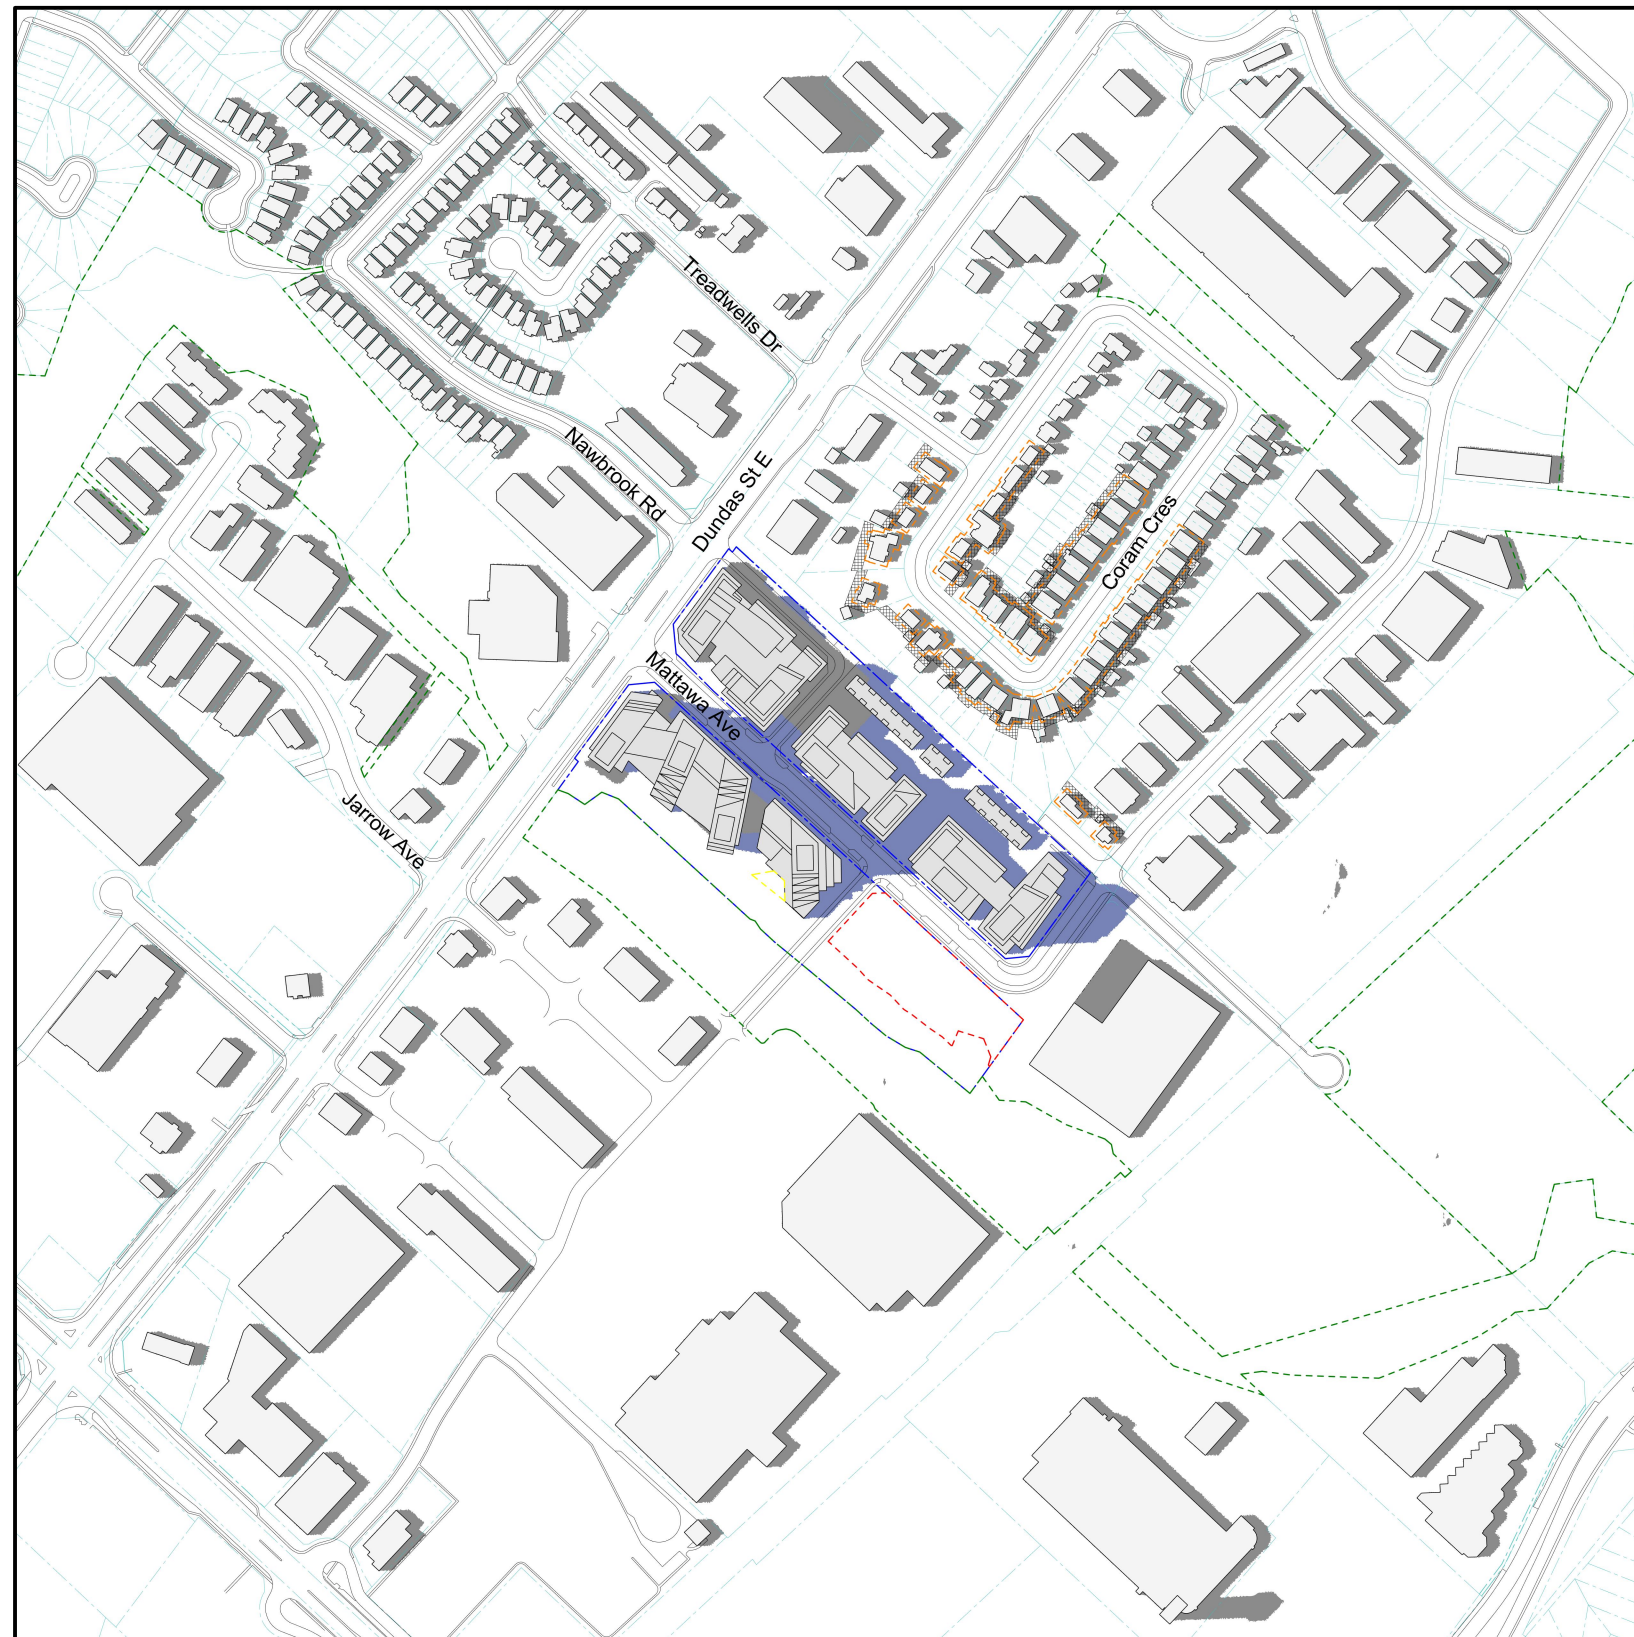 Treadwells Dr
Nawbrook Rd
Dundas St E
Coram Cres
Mattawa Ave
Jarrow Ave